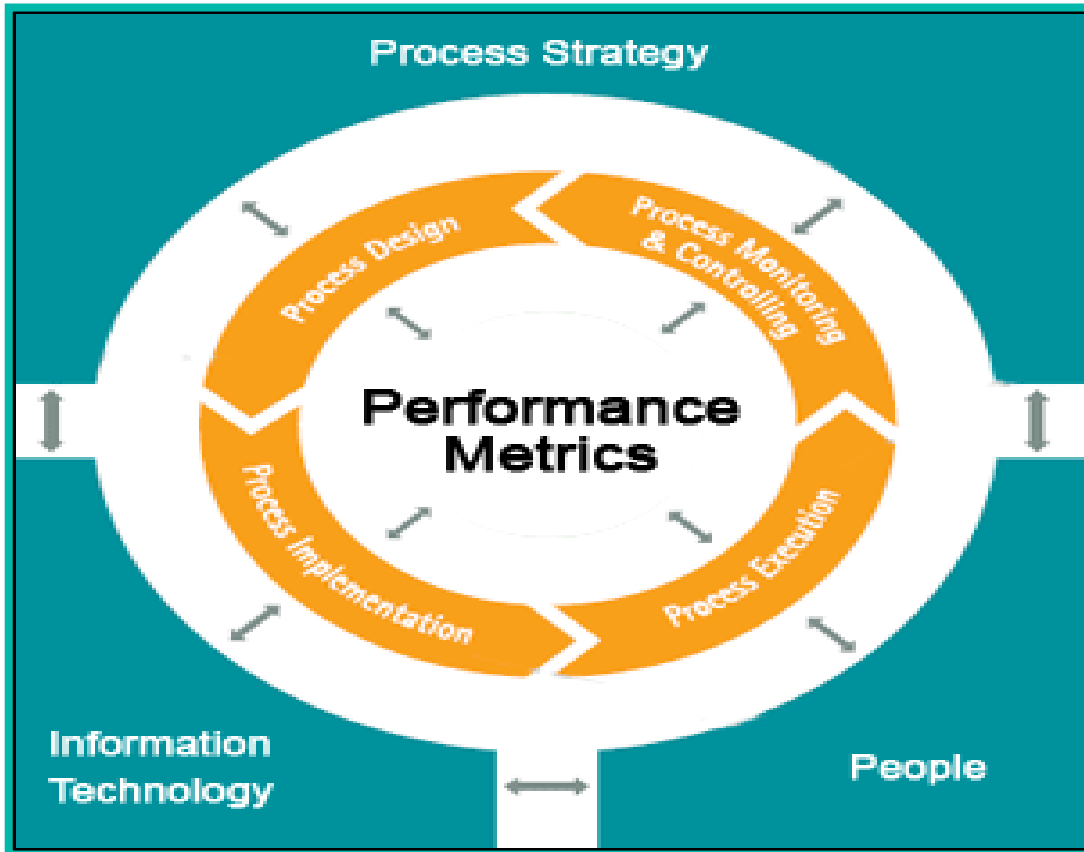 Process Strategy
Process Design
Process Monitoring
& Controlling
Performance
Metrics
Process Implementation
Process Execution
Information
Technology
People